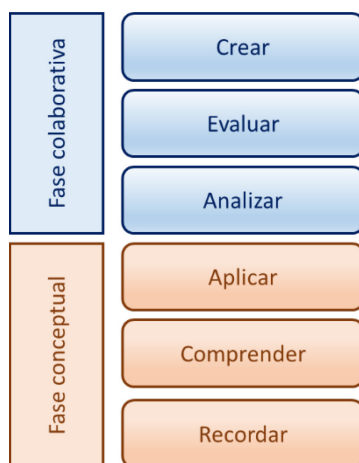 Fase colaborativa
Crear
Evaluar
Analizar
Fase conceptual
Aplicar
Comprender
Recordar